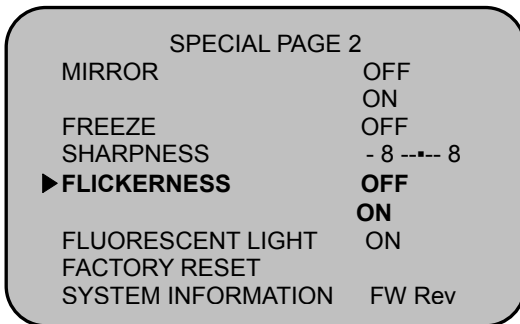 SPECIAL PAGE 2
MIRROR OFF
ON
FREEZE OFF
SHARPNESS - 8 --▪-- 8
▶FLICKERNESS OFF
ON
FLUORESCENT LIGHT ON
FACTORY RESET
SYSTEM INFORMATION FW Rev